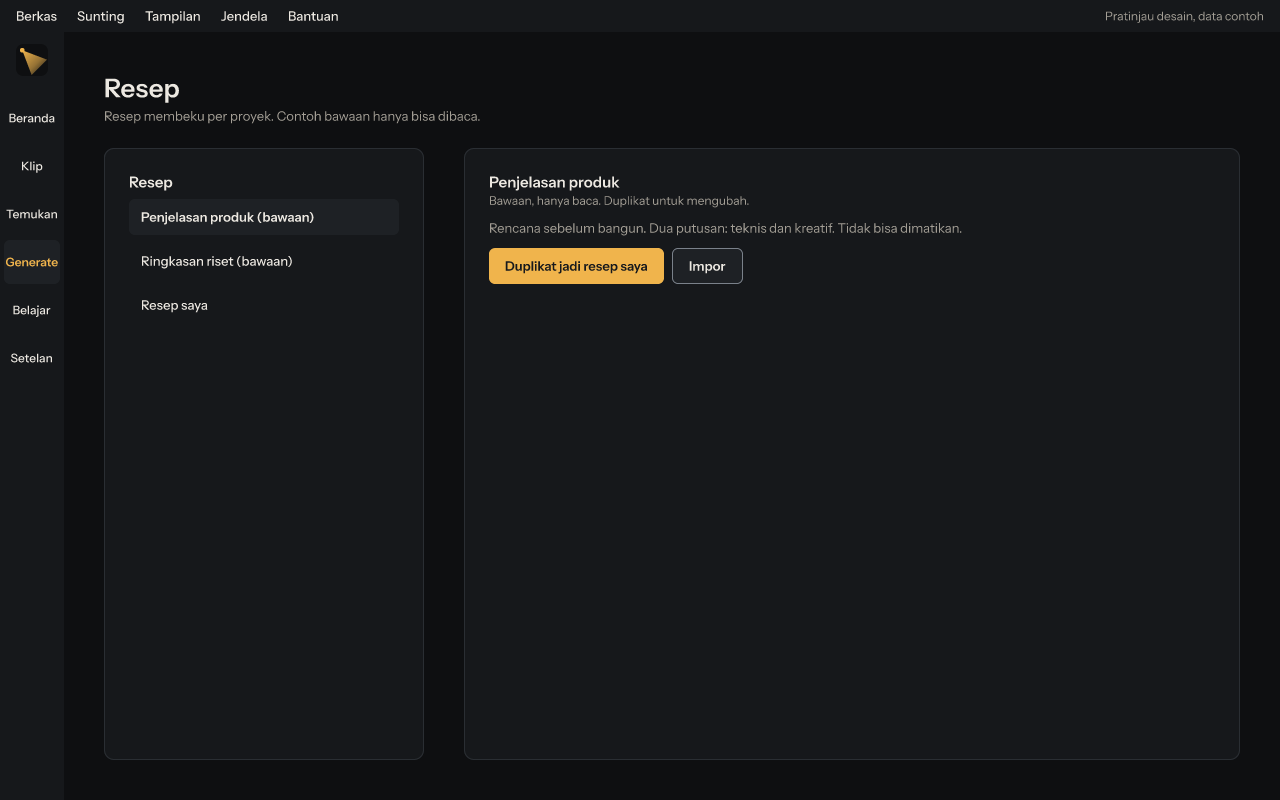 Berkas Sunting Tampilan Jendela Bantuan Pratinjau desain, data contoh
Beranda
Klip
Temukan
Generate
Belajar
Setelan
Resep
Resep membeku per proyek. Contoh bawaan hanya bisa dibaca.
Resep
Penjelasan produk (bawaan)
Ringkasan riset (bawaan)
Resep saya
Penjelasan produk
Bawaan, hanya baca. Duplikat untuk mengubah.
Rencana sebelum bangun. Dua putusan: teknis dan kreatif. Tidak bisa dimatikan.
Duplikat jadi resep saya Impor